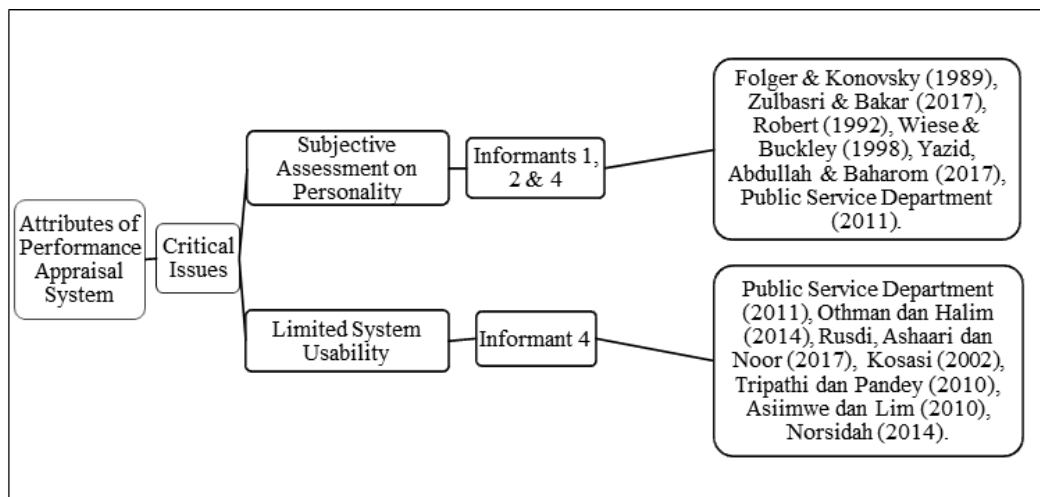 Attributes of
Performance
Appraisal
System
Critical
Issues
Subjective
Assessment on
Personality
Informants 1,
2 & 4
Folger & Konovsky (1989),
Zulbasri & Bakar (2017),
Robert (1992), Wiese &
Buckley (1998), Yazid,
Abdullah & Baharom (2017),
Public Service Department
(2011).
Limited System
Usability
Informant 4
Public Service Department
(2011), Othman dan Halim
(2014), Rusdi, Ashaari dan
Noor (2017), Kosasi (2002),
Tripathi dan Pandey (2010),
Asiimwe dan Lim (2010),
Norsidah (2014).